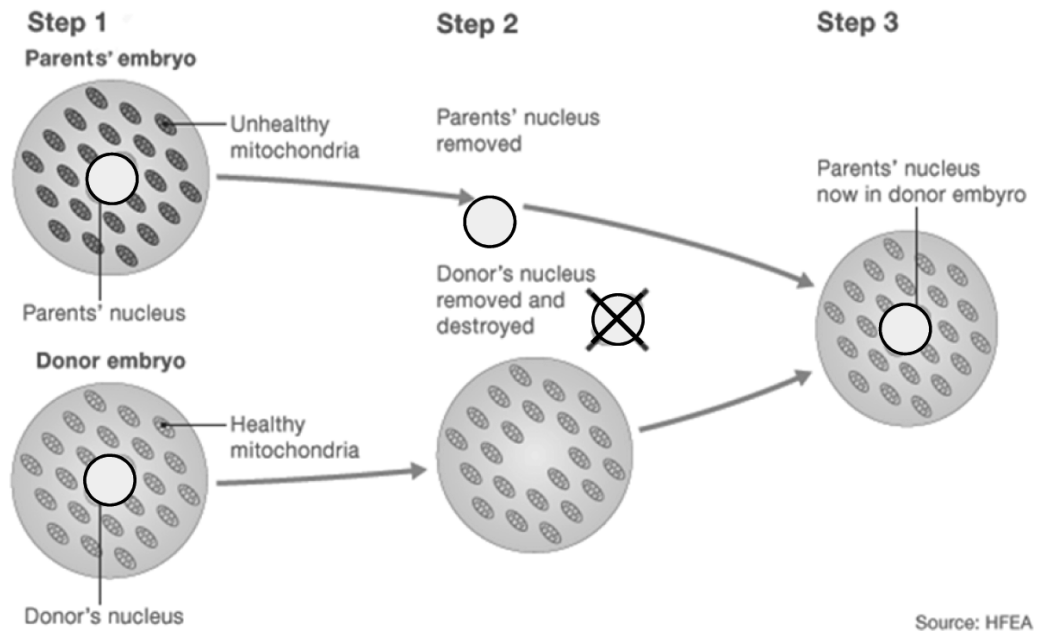 Step 1
Parents' embryo
Unhealthy
mitochondria
Parents' nucleus
Donor embryo
Healthy
mitochondria
Donor's nucleus
Step 2
Parents' nucleus
removed
Donor's nucleus
removed and
destroyed
Step 3
Parents' nucleus
now in donor embyro
Source: HFEA